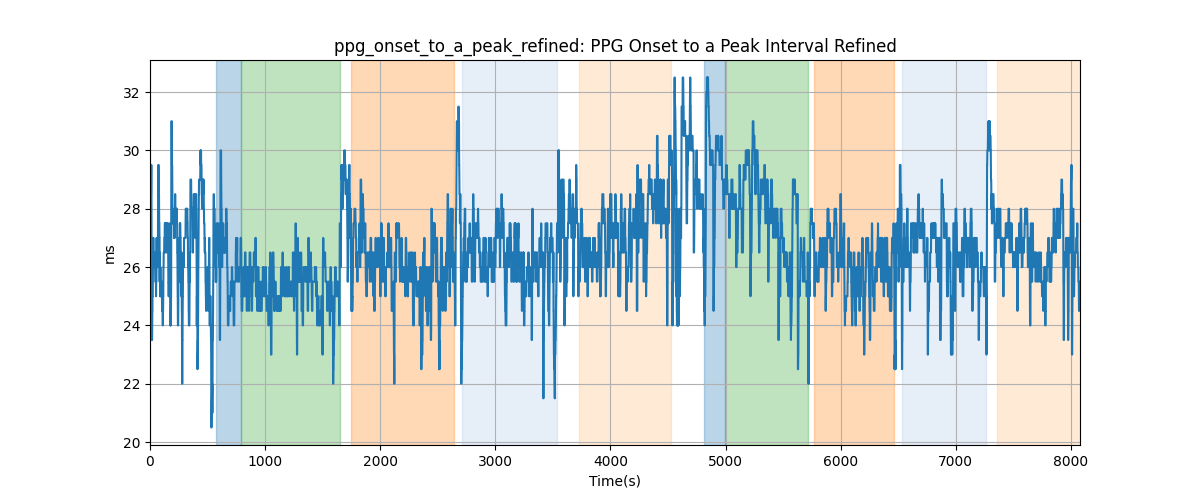 ppg_onset_to_a_peak_refined: PPG Onset to a Peak Interval Refined
32
30
28
26
24
22
20
ms
0 1000 2000 3000 4000 5000 6000 7000 8000
Time(s)